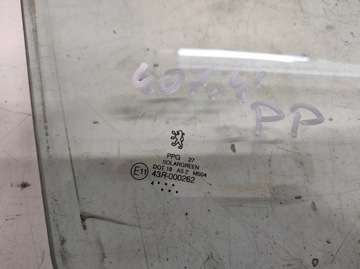 407, 4'
PP
PPG 27
SOLARGREEN
DOT 18 AS 2 M504
E11 43R-000262